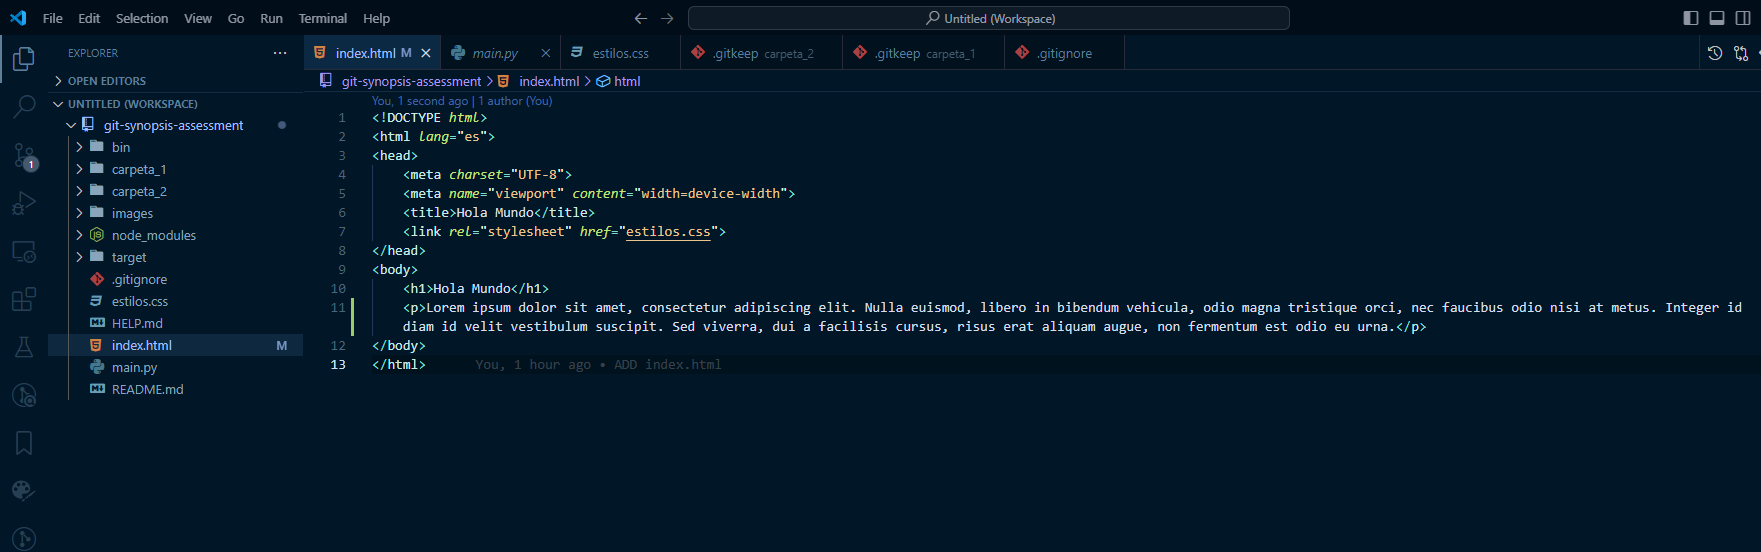 File Edit Selection View Go Run Terminal Help Untitled (Workspace)
EXPLORER
index.html M main.py estilos.css .gitkeep carpeta_2 .gitkeep carpeta_1 .gitignore
OPEN EDITORS
git-synopsis-assessment > index.html > html
UNTITLED (WORKSPACE)
You, 1 second ago | 1 author (You)
git-synopsis-assessment
bin
carpeta_1
carpeta_2
images
node_modules
target
.gitignore
estilos.css
HELP.md
index.html M
main.py
README.md
1
1 <!DOCTYPE html>
2 <html lang="es">
3 <head>
4 <meta charset="UTF-8">
5 <meta name="viewport" content="width=device-width">
6 <title>Hola Mundo</title>
7 <link rel="stylesheet" href="estilos.css">
8 </head>
9 <body>
10 <h1>Hola Mundo</h1>
11 <p>Lorem ipsum dolor sit amet, consectetur adipiscing elit. Nulla euismod, libero in bibendum vehicula, odio magna tristique orci, nec faucibus odio nisi at metus. Integer id
diam id velit vestibulum suscipit. Sed viverra, dui a facilisis cursus, risus erat aliquam augue, non fermentum est odio eu urna.</p>
12 </body>
13 </html> You, 1 hour ago • ADD index.html